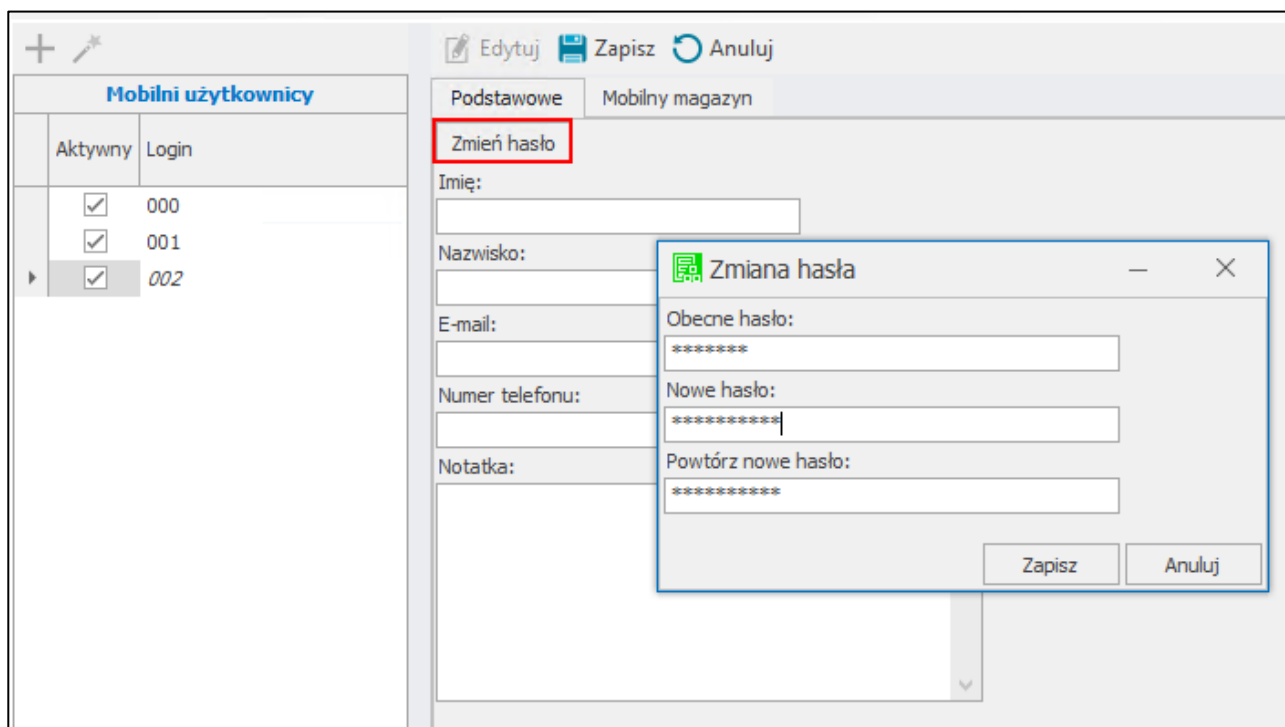 Edytuj Zapisz Anuluj
Mobilni użytkownicy
Aktywny Login
000
001
002
Podstawowe Mobilny magazyn
Zmień hasło
Imię:
Nazwisko:
E-mail:
Numer telefonu:
Notatka:
Zmiana hasła
Obecne hasło:
*******
Nowe hasło:
**********
Powtórz nowe hasło:
**********
Zapisz Anuluj